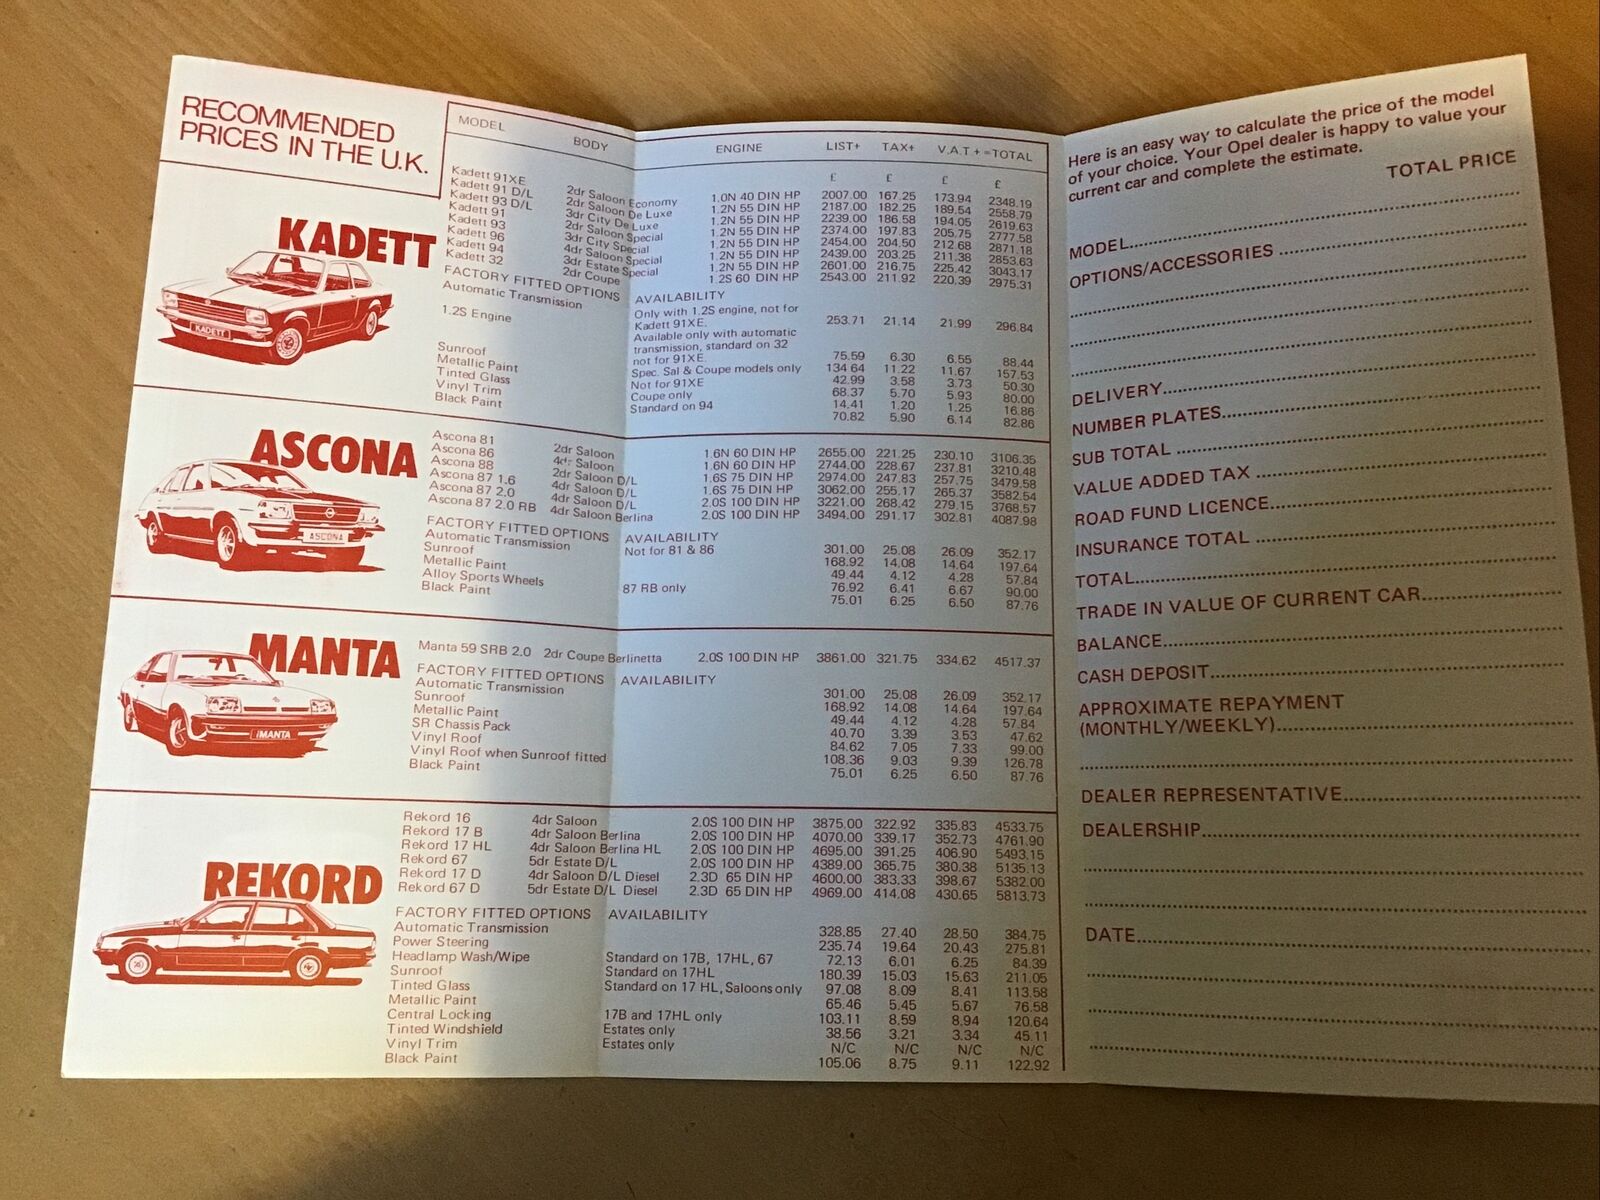 RECOMMENDED
PRICES IN THE U.K.
MODEL BODY ENGINE LIST+ TAX+ V.A.T+ =TOTAL
£ £ £ £
KADETT
KADETT
Kadett 91XE 2dr Saloon Economy 1.0N 40 DIN HP 2007.00 167.25 173.94 2348.19
Kadett 91 D/L 2dr Saloon De Luxe 1.2N 55 DIN HP 2187.00 182.25 189.54 2558.79
Kadett 93 D/L 3dr City De Luxe 1.2N 55 DIN HP 2239.00 186.58 194.05 2619.63
Kadett 91 2dr Saloon Special 1.2N 55 DIN HP 2374.00 197.83 205.75 2777.58
Kadett 93 3dr City Special 1.2N 55 DIN HP 2454.00 204.50 212.68 2871.18
Kadett 96 4dr Saloon Special 1.2N 55 DIN HP 2439.00 203.25 211.38 2853.63
Kadett 94 3dr Estate Special 1.2N 55 DIN HP 2601.00 216.75 225.42 3043.17
Kadett 32 2dr Coupe 1.2S 60 DIN HP 2543.00 211.92 220.39 2975.31
FACTORY FITTED OPTIONS AVAILABILITY
Automatic Transmission Only with 1.2S engine, not for
Kadett 91XE. 253.71 21.14 21.99 296.84
1.2S Engine Available only with automatic
transmission, standard on 32
not for 91XE. 75.59 6.30 6.55 88.44
Sunroof Spec. Sal & Coupe models only 134.64 11.22 11.67 157.53
Metallic Paint Not for 91XE 42.99 3.58 3.73 50.30
Tinted Glass Coupe only 68.37 5.70 5.93 80.00
Vinyl Trim Standard on 94 14.41 1.20 1.25 16.86
Black Paint 70.82 5.90 6.14 82.86
ASCONA
ASCONA
Ascona 81 2dr Saloon 1.6N 60 DIN HP 2655.00 221.25 230.10 3106.35
Ascona 86 4dr Saloon 1.6N 60 DIN HP 2744.00 228.67 237.81 3210.48
Ascona 88 2dr Saloon D/L 1.6S 75 DIN HP 2974.00 247.83 257.75 3479.58
Ascona 87 1.6 4dr Saloon D/L 1.6S 75 DIN HP 3062.00 255.17 265.37 3582.54
Ascona 87 2.0 4dr Saloon D/L 2.0S 100 DIN HP 3221.00 268.42 279.15 3768.57
Ascona 87 2.0 RB 4dr Saloon Berlina 2.0S 100 DIN HP 3494.00 291.17 302.81 4087.98
FACTORY FITTED OPTIONS AVAILABILITY
Automatic Transmission Not for 81 & 86 301.00 25.08 26.09 352.17
Sunroof 168.92 14.08 14.64 197.64
Metallic Paint 49.44 4.12 4.28 57.84
Alloy Sports Wheels 87 RB only 76.92 6.41 6.67 90.00
Black Paint 75.01 6.25 6.50 87.76
MANTA
MANTA
Manta 59 SRB 2.0 2dr Coupe Berlinetta 2.0S 100 DIN HP 3861.00 321.75 334.62 4517.37
FACTORY FITTED OPTIONS AVAILABILITY
Automatic Transmission 301.00 25.08 26.09 352.17
Sunroof 168.92 14.08 14.64 197.64
Metallic Paint 49.44 4.12 4.28 57.84
SR Chassis Pack 40.70 3.39 3.53 47.62
Vinyl Roof 84.62 7.05 7.33 99.00
Vinyl Roof when Sunroof fitted 108.36 9.03 9.39 126.78
Black Paint 75.01 6.25 6.50 87.76
REKORD
Rekord 16 4dr Saloon 2.0S 100 DIN HP 3875.00 322.92 335.83 4533.75
Rekord 17 B 4dr Saloon Berlina 2.0S 100 DIN HP 4070.00 339.17 352.73 4761.90
Rekord 17 HL 4dr Saloon Berlina HL 2.0S 100 DIN HP 4695.00 391.25 406.90 5493.15
Rekord 67 5dr Estate D/L 2.0S 100 DIN HP 4389.00 365.75 380.38 5135.13
Rekord 17 D 4dr Saloon D/L Diesel 2.3D 65 DIN HP 4600.00 383.33 398.67 5382.00
Rekord 67 D 5dr Estate D/L Diesel 2.3D 65 DIN HP 4969.00 414.08 430.65 5813.73
FACTORY FITTED OPTIONS AVAILABILITY
Automatic Transmission 328.85 27.40 28.50 384.75
Power Steering 235.74 19.64 20.43 275.81
Headlamp Wash/Wipe Standard on 17B, 17HL, 67 72.13 6.01 6.25 84.39
Sunroof Standard on 17HL 180.39 15.03 15.63 211.05
Tinted Glass Standard on 17 HL, Saloons only 97.08 8.09 8.41 113.58
Metallic Paint 65.46 5.45 5.67 76.58
Central Locking 17B and 17HL only 103.11 8.59 8.94 120.64
Tinted Windshield Estates only 38.56 3.21 3.34 45.11
Vinyl Trim Estates only N/C N/C N/C N/C
Black Paint 105.06 8.75 9.11 122.92
Here is an easy way to calculate the price of the model
of your choice. Your Opel dealer is happy to value your
current car and complete the estimate.
TOTAL PRICE
MODEL
OPTIONS/ACCESSORIES
DELIVERY
NUMBER PLATES
SUB TOTAL
VALUE ADDED TAX
ROAD FUND LICENCE
INSURANCE TOTAL
TOTAL
TRADE IN VALUE OF CURRENT CAR
BALANCE
CASH DEPOSIT
APPROXIMATE REPAYMENT
(MONTHLY/WEEKLY)
DEALER REPRESENTATIVE
DEALERSHIP
DATE